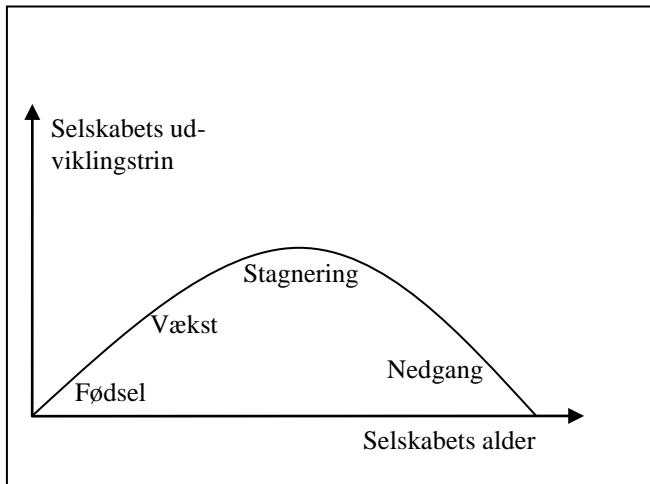 Selskabets ud-
viklingstrin
Stagnering
Vækst
Nedgang
Fødsel
Selskabets alder